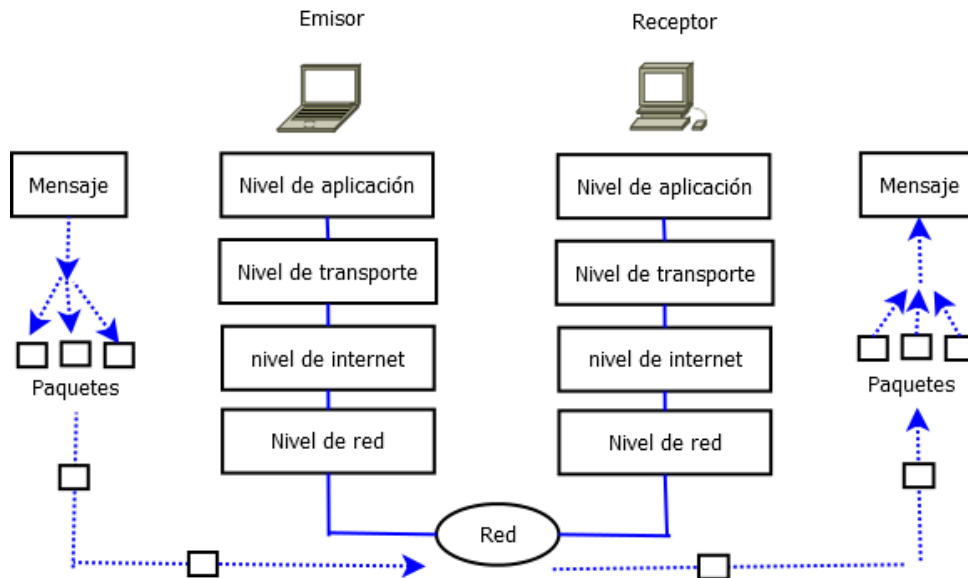 Emisor
Receptor
Mensaje
Nivel de aplicación
Nivel de aplicación
Mensaje
Nivel de transporte
Nivel de transporte
nivel de internet
nivel de internet
Paquetes
Paquetes
Nivel de red
Nivel de red
Red